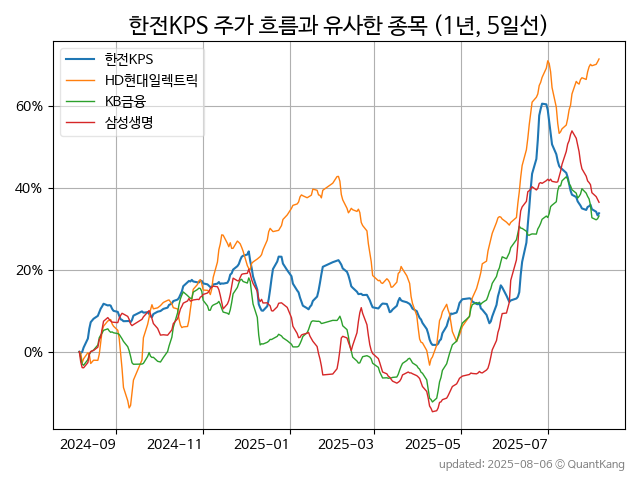 한전KPS 주가 흐름과 유사한 종목 (1년, 5일선)
한전KPS
HD현대일렉트릭
KB금융
삼성생명
60%
40%
20%
0%
2024-09 2024-11 2025-01 2025-03 2025-05 2025-07
updated: 2025-08-06 © QuantKang